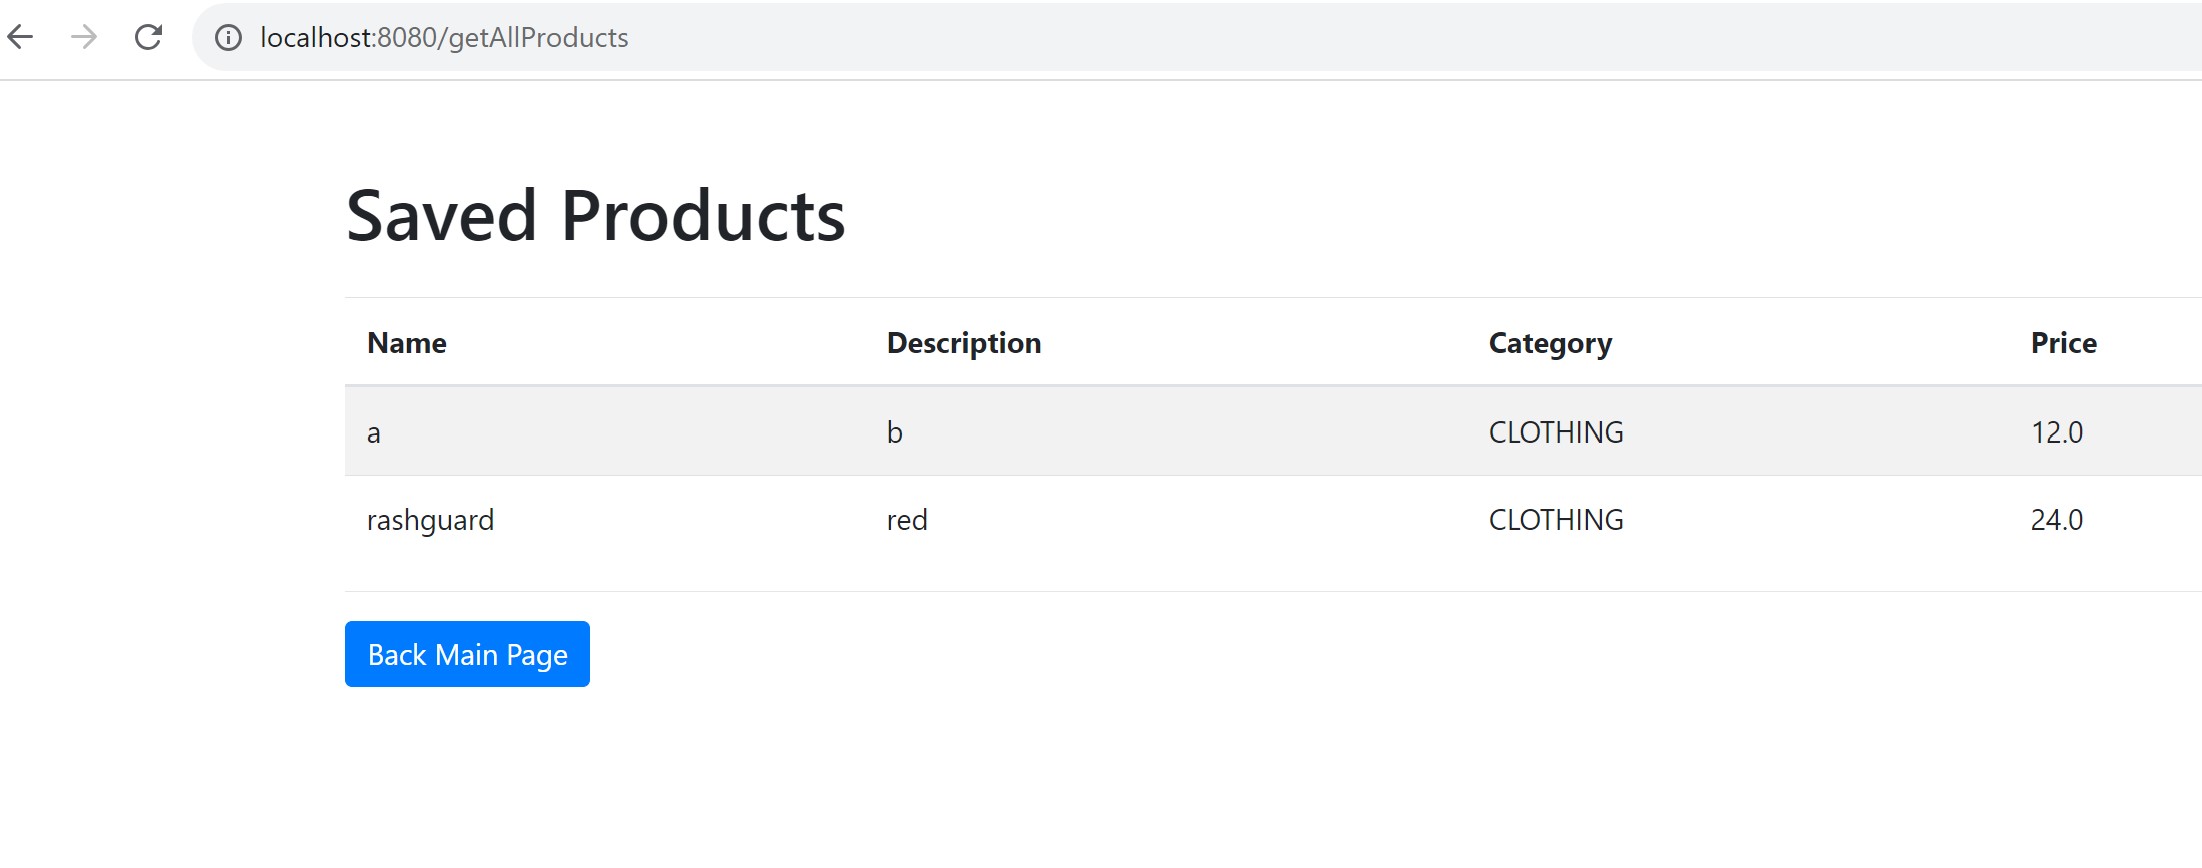 localhost:8080/getAllProducts
Saved Products
Name Description Category Price
a b CLOTHING 12.0
rashguard red CLOTHING 24.0
Back Main Page